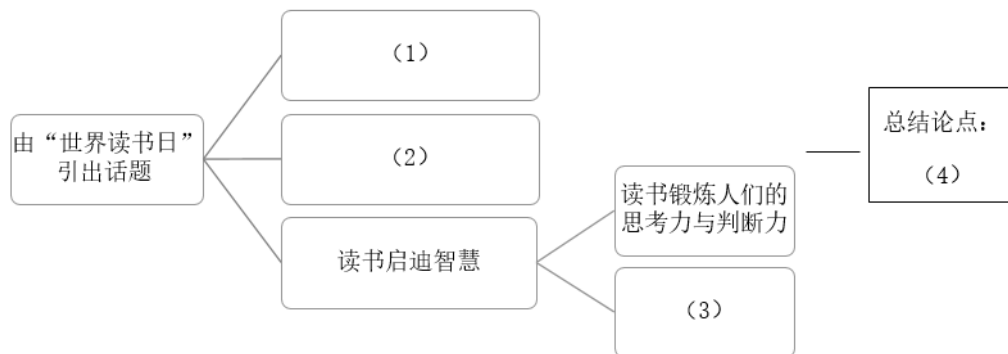 由“世界读书日”
引出话题
（1）
（2）
读书启迪智慧
读书锻炼人们的
思考力与判断力
（3）
总结论点：
（4）